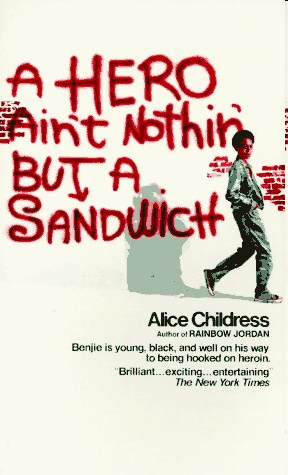 A HERO
Ain't Nothin'
BUT A
SANDWICH
Alice Childress
Author of RAINBOW JORDAN
Benjie is young, black, and well on his way
to being hooked on heroin.
"Brilliant...exciting...entertaining"
The New York Times